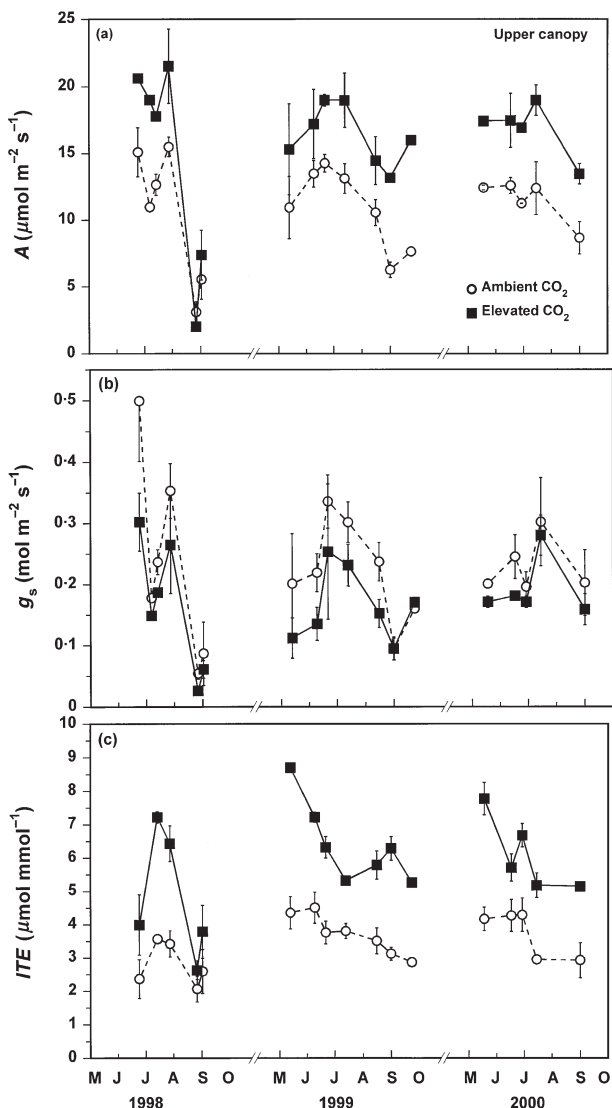 (a)
Upper canopy
25
20
15
10
5
0
A (μmol m−2 s−1)
Ambient CO2
Elevated CO2
(b)
0·5
0·4
0·3
0·2
0·1
0
gs (mol m−2 s−1)
(c)
10
9
8
7
6
5
4
3
2
1
0
ITE (μmol mmol−1)
M J J A S O M J J A S O M J J A S O
1998 1999 2000